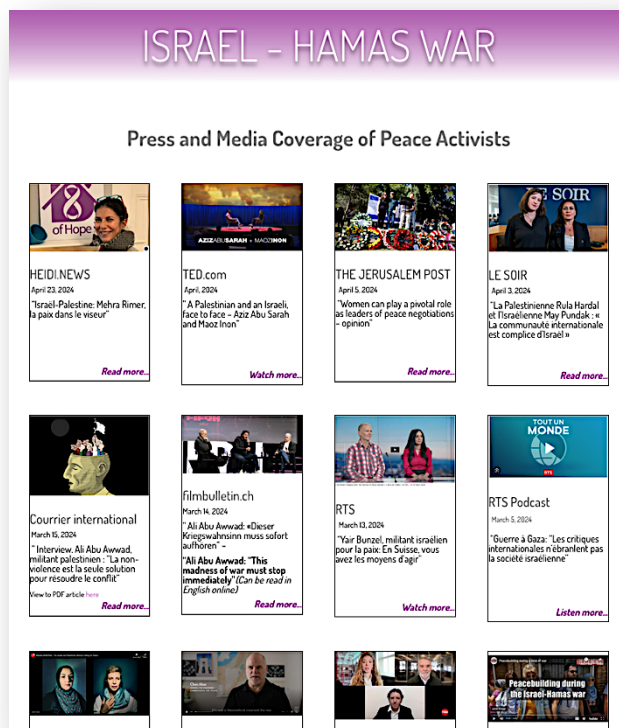 ISRAEL - HAMAS WAR
Press and Media Coverage of Peace Activists
of Hope
HEIDI.NEWS
April 23, 2024
"Israël-Palestine: Mehra Rimer,
la paix dans le viseur"
Read more...
AZIZ ABU SARAH + MAOZ INON
TED.com
April, 2024
" A Palestinian and an Israeli,
face to face – Aziz Abu Sarah
and Maoz Inon"
Watch more...
THE JERUSALEM POST
April 5, 2024
"Women can play a pivotal role
as leaders of peace negotiations
- opinion"
Read more...
LE SOIR
LE SOIR
April 3, 2024
"La Palestinienne Rula Hardal
et l'Israélienne May Pundak : «
La communauté internationale
est complice d'Israël »
Read more...
Courrier international
March 15, 2024
" Interview. Ali Abu Awwad,
militant palestinien : "La non-
violence est la seule solution
pour résoudre le conflit"
View to PDF article here
Read more...
filmbulletin.ch
March 14, 2024
" Ali Abu Awwad: «Dieser
Kriegswahnsinn muss sofort
aufhören" –
"Ali Abu Awwad: "This
madness of war must stop
immediately" (Can be read in
English online)
Read more...
RTS
March 13, 2024
"Yair Bunzel, militant israélien
pour la paix: En Suisse, vous
avez les moyens d'agir"
Watch more...
TOUT UN
MONDE
RTS
RTS Podcast
March 5, 2024
"Guerre à Gaza: "Les critiques
internationales n'ébranlent pas
la société israélienne"
Listen more...
Peacebuilding during
the Israel-Hamas war